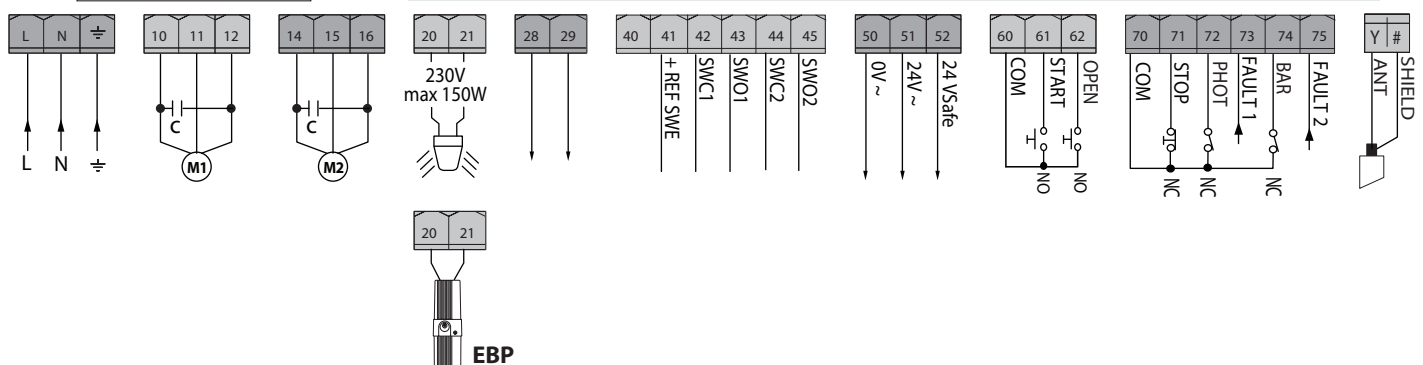 L N ⏚ 10 11 12 14 15 16 20 21 28 29 40 41 42 43 44 45 50 51 52 60 61 62 70 71 72 73 74 75 Y #
230V
max 150W
+ REF SWE
SWC1
SWO1
SWC2
SWO2
0V ~
24V ~
24 VSafe
COM
START
OPEN
COM
STOP
PHOT
FAULT 1
BAR
FAULT 2
ANT
SHIELD
C
C
L N ⏚
M1
M2
NO
NO
NC
NC
NC
20 21
EBP